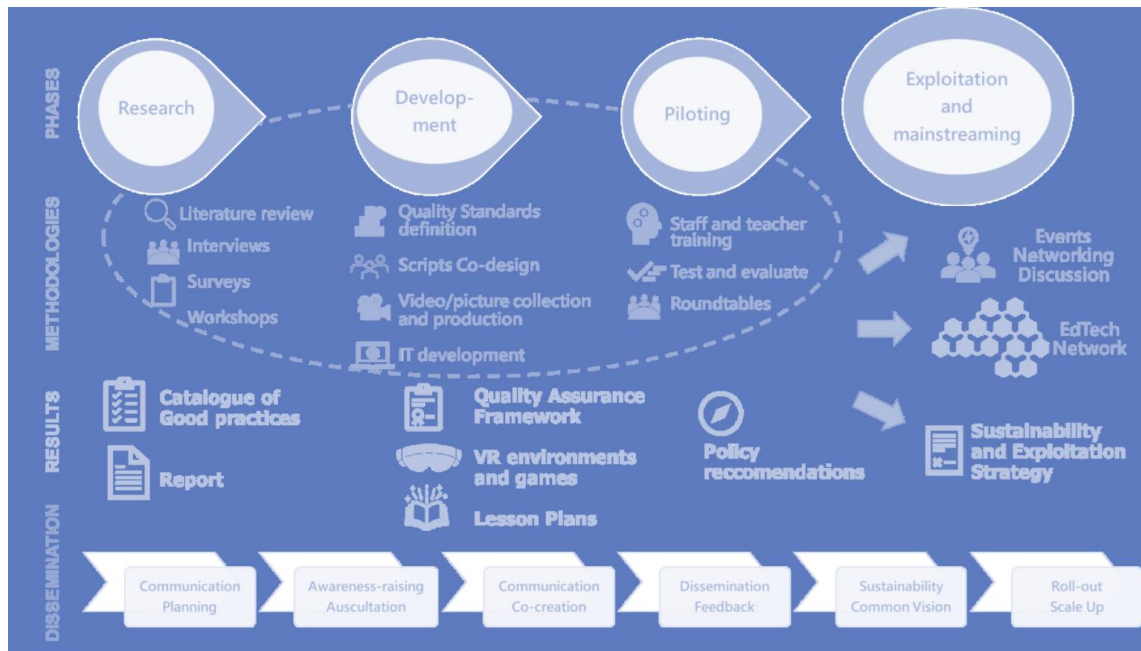 PHASES
Research
Develop-
ment
Piloting
Exploitation
and
mainstreaming
METHODOLOGIES
Literature review
Interviews
Surveys
Workshops
Quality Standards
definition
Scripts Co-design
Video/picture collection
and production
IT development
Staff and teacher
training
Test and evaluate
Roundtables
Events
Networking
Discussion
EdTech
Network
RESULTS
Catalogue of
Good practices
Report
Quality Assurance
Framework
VR environments
and games
Lesson Plans
Policy
reccomendations
Sustainability
and Exploitation
Strategy
DISSEMINATION
Communication
Planning
Awareness-raising
Auscultation
Communication
Co-creation
Dissemination
Feedback
Sustainability
Common Vision
Roll-out
Scale Up